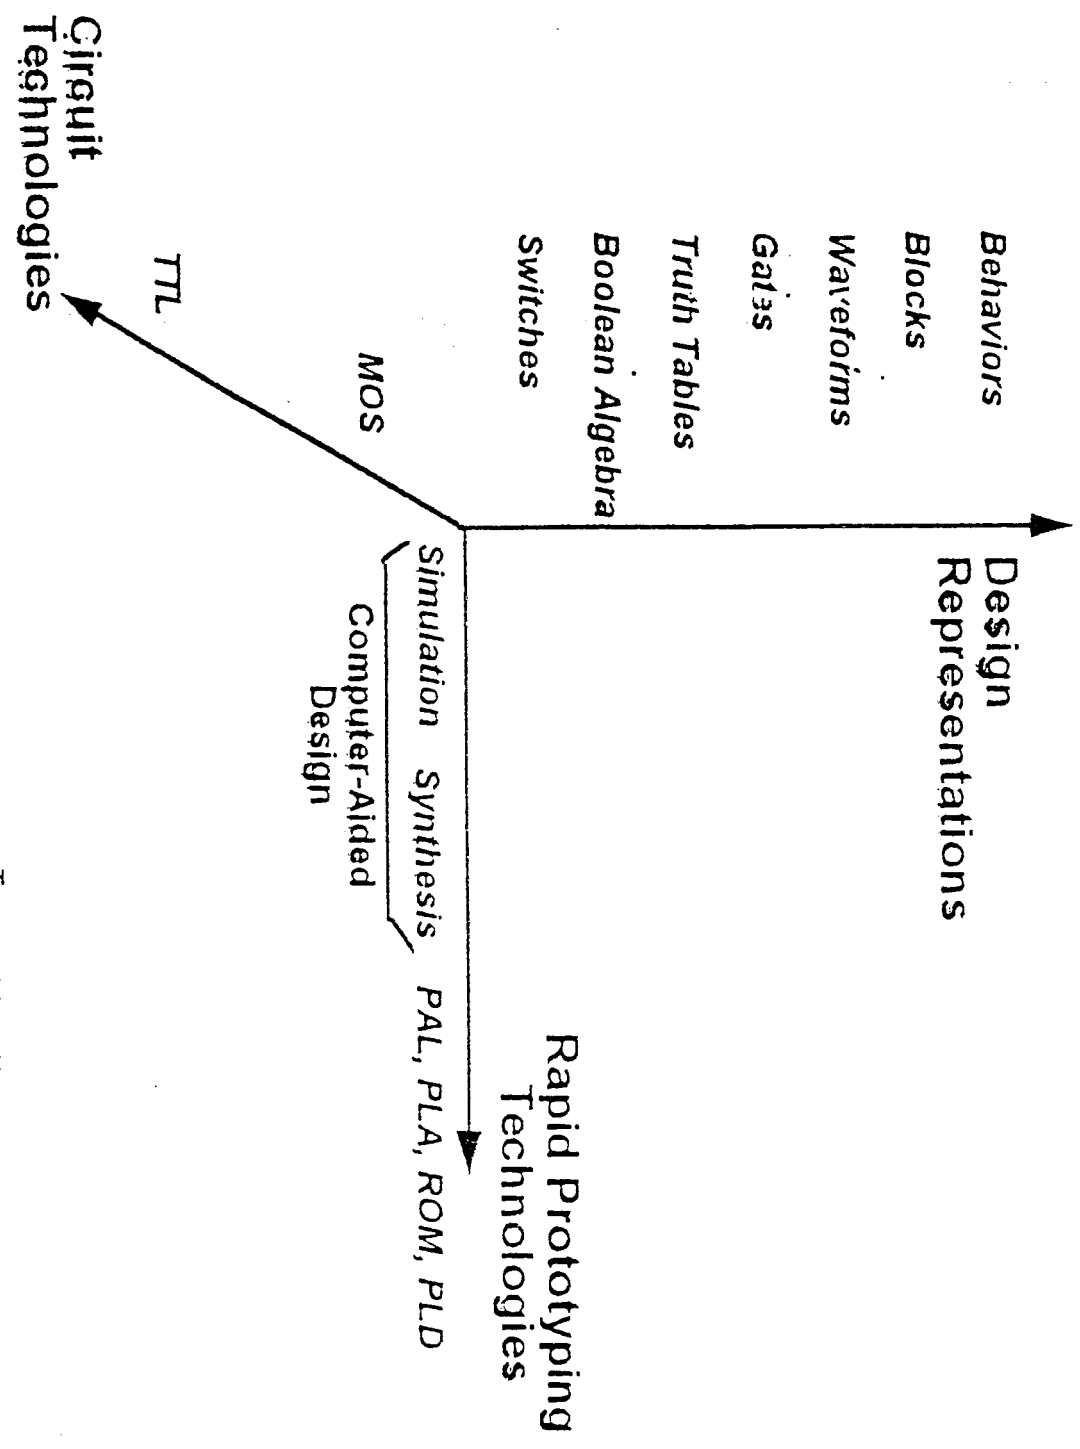 Design
Representations
Behaviors
Blocks
Waveforms
Gates
Truth Tables
Boolean Algebra
Switches
Rapid Prototyping
Technologies
Simulation Synthesis PAL, PLA, ROM, PLD
Computer-Aided
Design
MOS
TTL
Circuit
Technologies